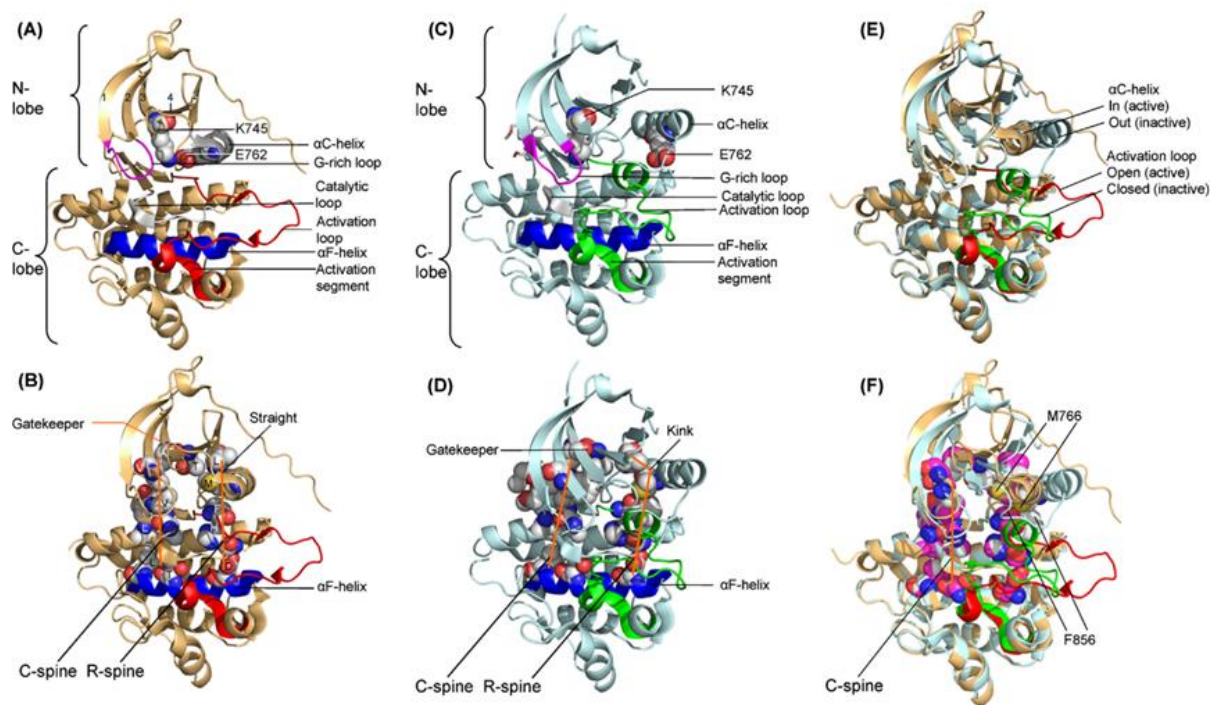 (A)
N-
lobe
1
2
3
4
K745
αC-helix
E762
G-rich loop
Catalytic
loop
Activation
loop
αF-helix
Activation
segment
C-
lobe
(C)
N-
lobe
K745
αC-helix
E762
G-rich loop
Catalytic loop
Activation loop
αF-helix
Activation
segment
C-
lobe
(E)
αC-helix
In (active)
Out (inactive)
Activation loop
Open (active)
Closed (inactive)
(B)
Gatekeeper
Straight
M
D
αF-helix
C-spine R-spine
(D)
Gatekeeper
Kink
αF-helix
C-spine R-spine
(F)
M766
F856
C-spine